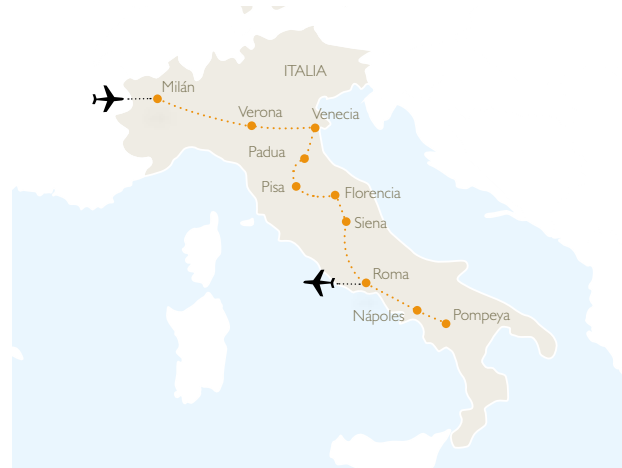 ITALIA
Milán
Verona
Venecia
Padua
Pisa
Florencia
Siena
Roma
Nápoles
Pompeya